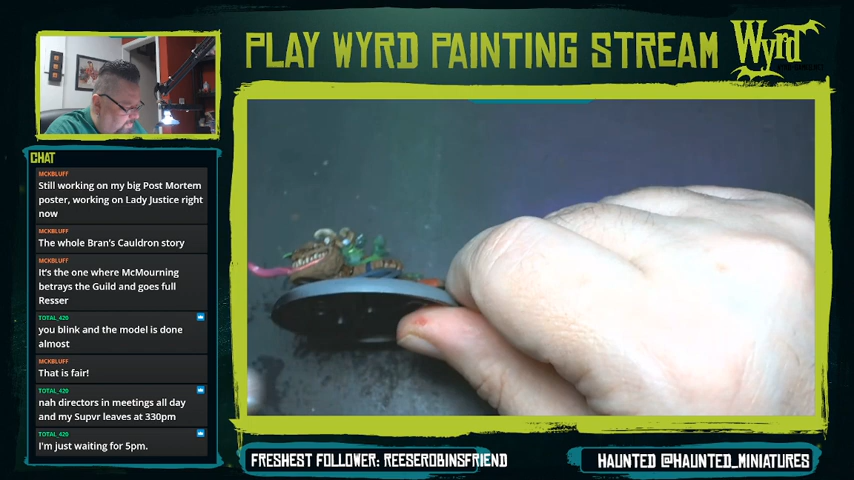 PLAY WYRD PAINTING STREAM
Wyrd
CHAT
MCKBLUFF
Still working on my big Post Mortem
poster, working on Lady Justice right
now
MCKBLUFF
The whole Bran's Cauldron story
MCKBLUFF
It's the one where McMourning
betrays the Guild and goes full
Resser
TOTAL_420
you blink and the model is done
almost
MCKBLUFF
That is fair!
TOTAL_420
nah directors in meetings all day
and my Supvr leaves at 330pm
TOTAL_420
I'm just waiting for 5pm.
FRESHEST FOLLOWER: REESEROBINSFRIEND
HAUNTED @HAUNTED_MINIATURES